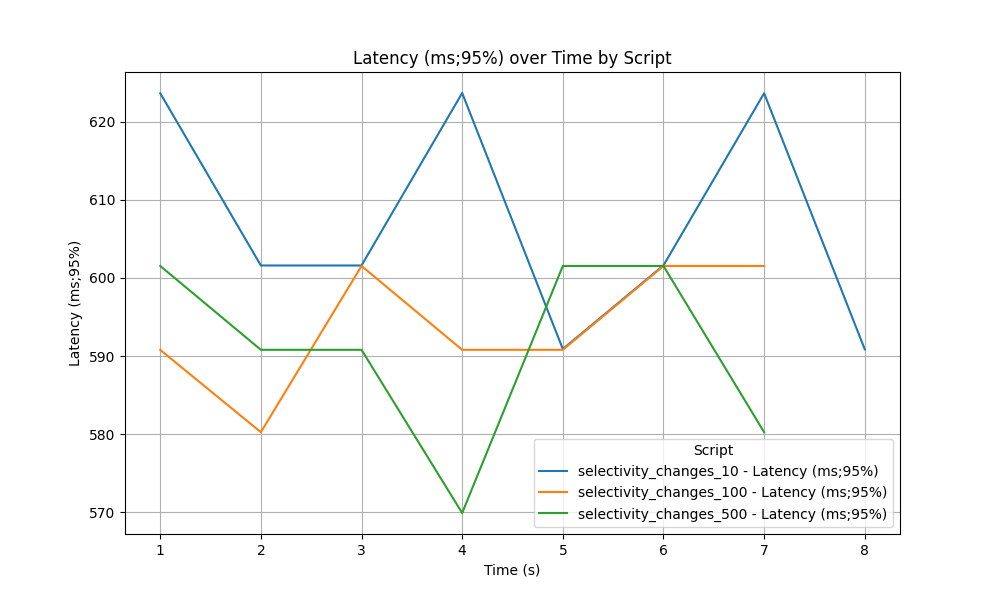 Latency (ms;95%) over Time by Script
Latency (ms;95%)
620
610
600
590
580
570
Script
selectivity_changes_10 - Latency (ms;95%)
selectivity_changes_100 - Latency (ms;95%)
selectivity_changes_500 - Latency (ms;95%)
1 2 3 4 5 6 7 8
Time (s)